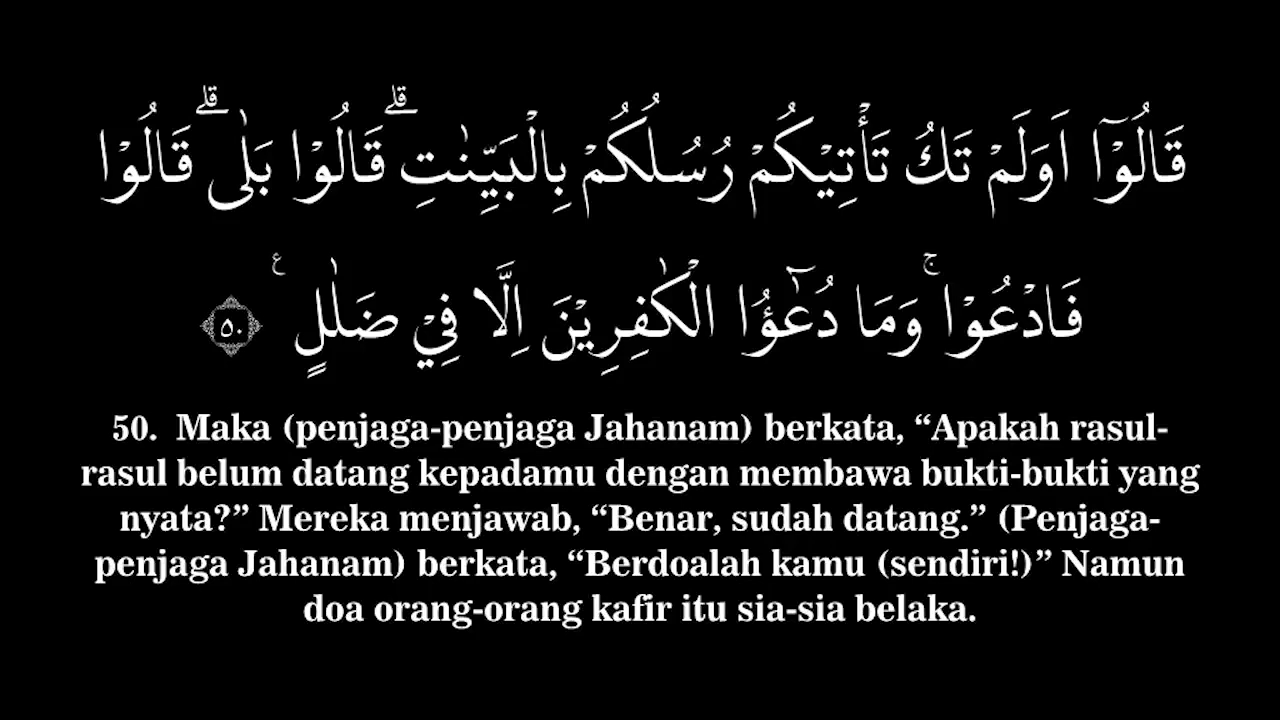 قَالُوْٓا اَوَلَمْ تَكُ تَأْتِيْكُمْ رُسُلُكُمْ بِالْبَيِّنٰتِ ۗ قَالُوْا بَلٰى ۗ قَالُوْا
فَادْعُوْا ۚ وَمَا دُعٰۤؤُا الْكٰفِرِيْنَ اِلَّا فِيْ ضَلٰلٍ ࣖ ٥٠
50. Maka (penjaga-penjaga Jahanam) berkata, “Apakah rasul-
rasul belum datang kepadamu dengan membawa bukti-bukti yang
nyata?” Mereka menjawab, “Benar, sudah datang.” (Penjaga-
penjaga Jahanam) berkata, “Berdoalah kamu (sendiri!)” Namun
doa orang-orang kafir itu sia-sia belaka.